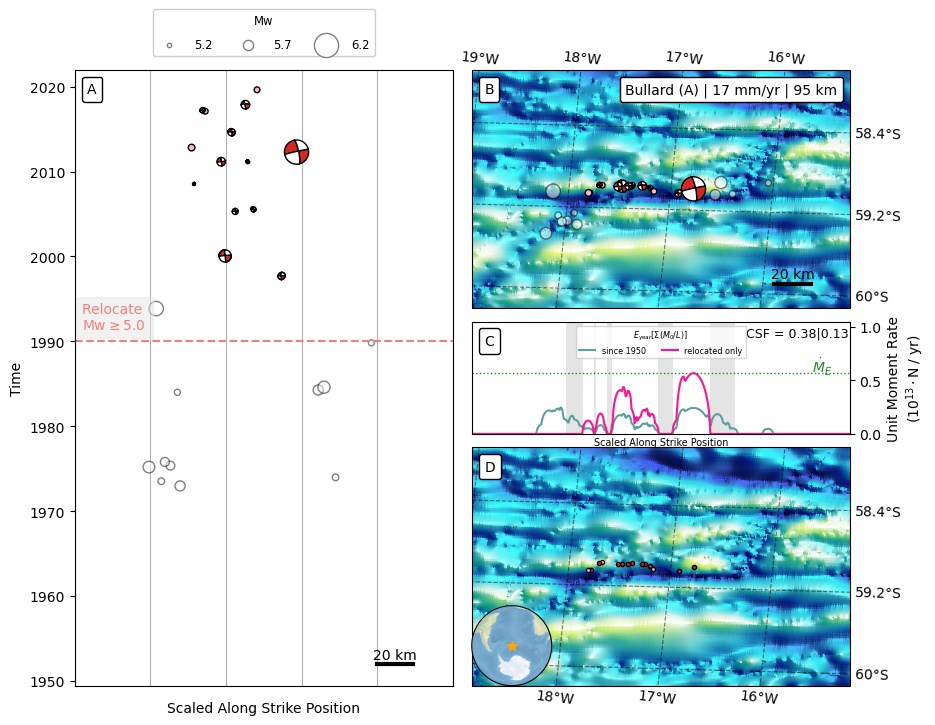 Mw
5.2 5.7 6.2
A
2020
2010
2000
1990
1980
1970
1960
1950
Time
Relocate
Mw ≥ 5.0
20 km
Scaled Along Strike Position
19°W 18°W 17°W 16°W
B
Bullard (A) | 17 mm/yr | 95 km
58.4°S
59.2°S
60°S
20 km
C
E_year[Σ(M₀/L)]
since 1950 relocated only
CSF = 0.38|0.13
Ṁ_E
1.0
0.5
0.0
Unit Moment Rate
(10¹³ · N / yr)
Scaled Along Strike Position
D
58.4°S
59.2°S
60°S
18°W 17°W 16°W